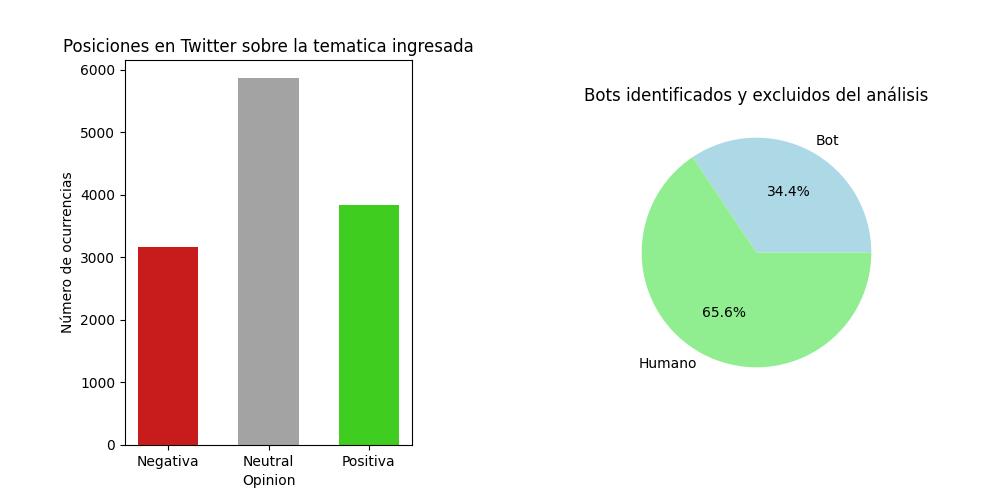 Posiciones en Twitter sobre la tematica ingresada
6000
5000
4000
3000
2000
1000
0
Número de ocurrencias
Negativa
Neutral
Positiva
Opinion
Bots identificados y excluidos del análisis
Bot
34.4%
65.6%
Humano